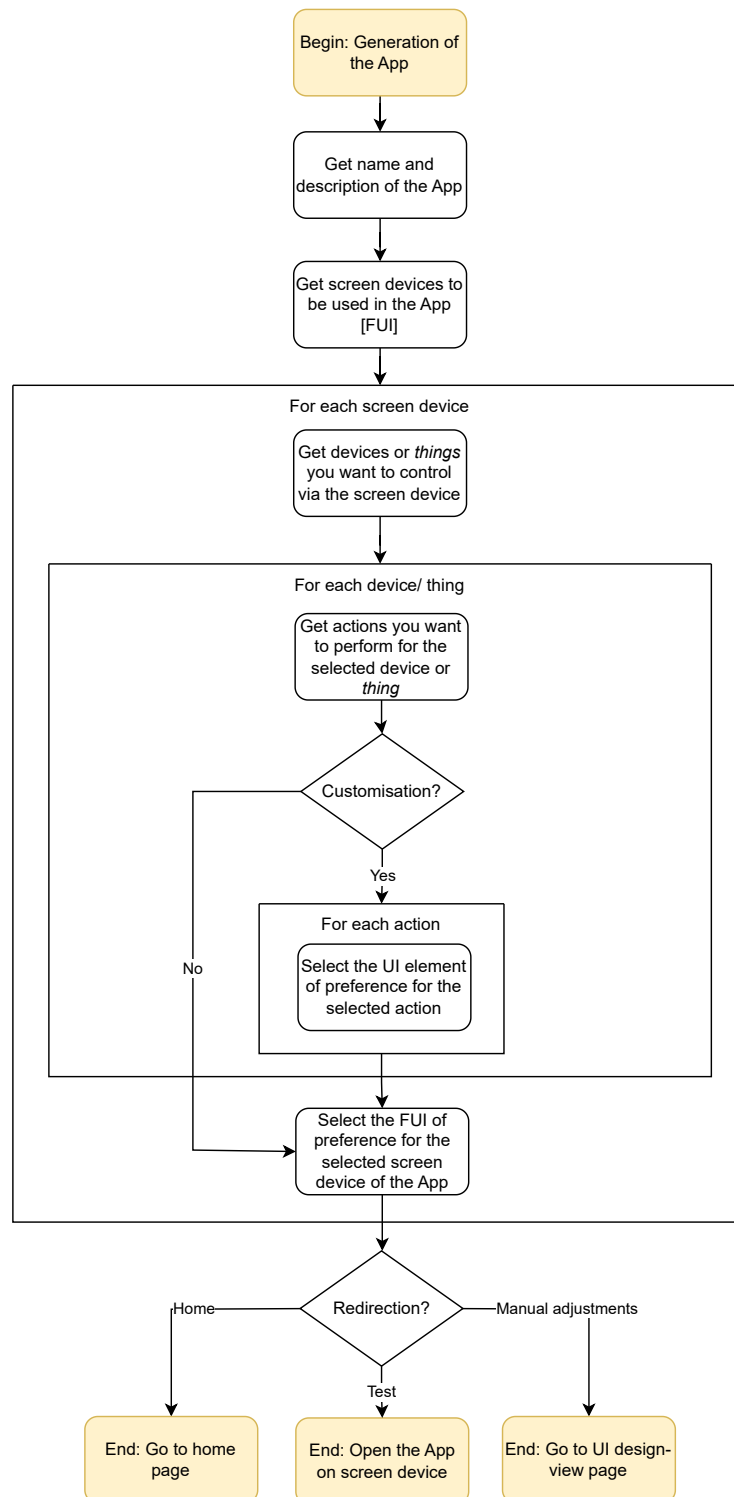 Begin: Generation of
the App
Get name and
description of the App
Get screen devices to
be used in the App
[FUI]
For each screen device
Get devices or things
you want to control
via the screen device
For each device/ thing
Get actions you want
to perform for the
selected device or
thing
Customisation?
Yes
For each action
No
Select the UI element
of preference for the
selected action
Select the FUI of
preference for the
selected screen
device of the App
Home
Redirection?
Manual adjustments
Test
End: Go to home
page
End: Open the App
on screen device
End: Go to UI design-
view page